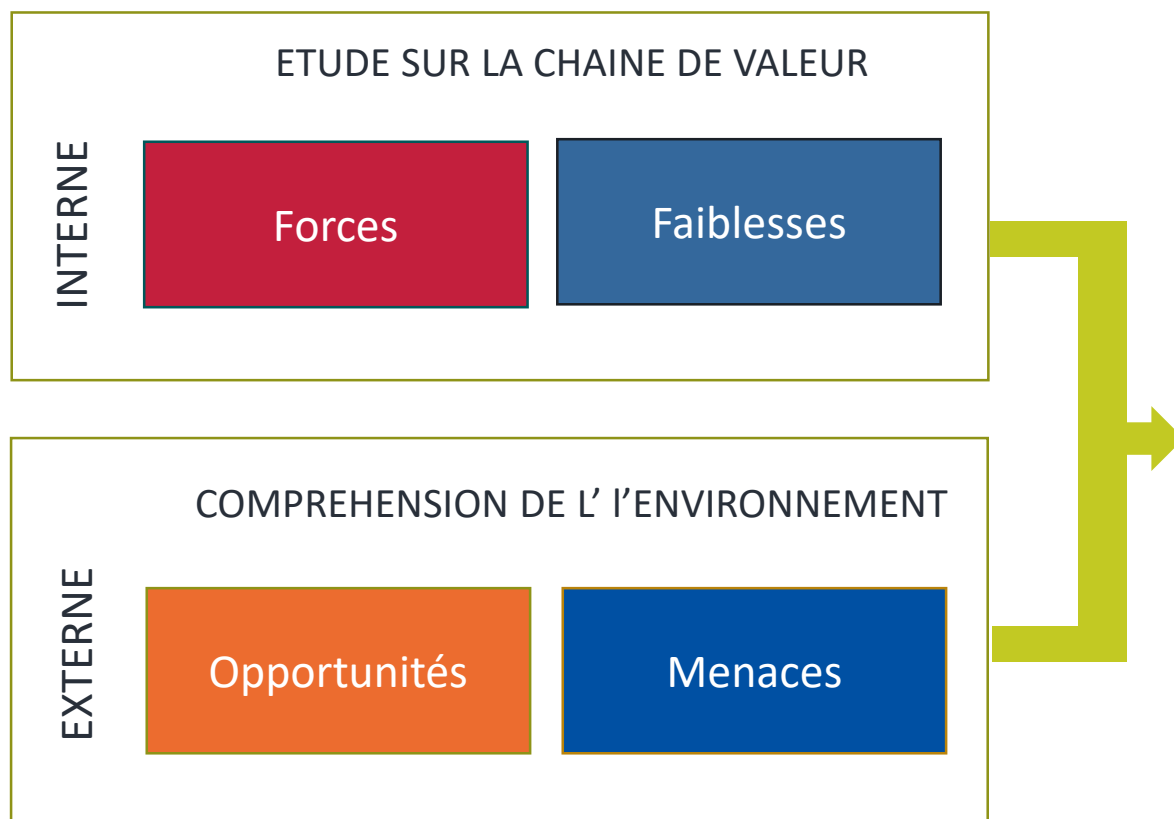 ETUDE SUR LA CHAINE DE VALEUR
INTERNE
Forces
Faiblesses
COMPREHENSION DE L’ l’ENVIRONNEMENT
EXTERNE
Opportunités
Menaces